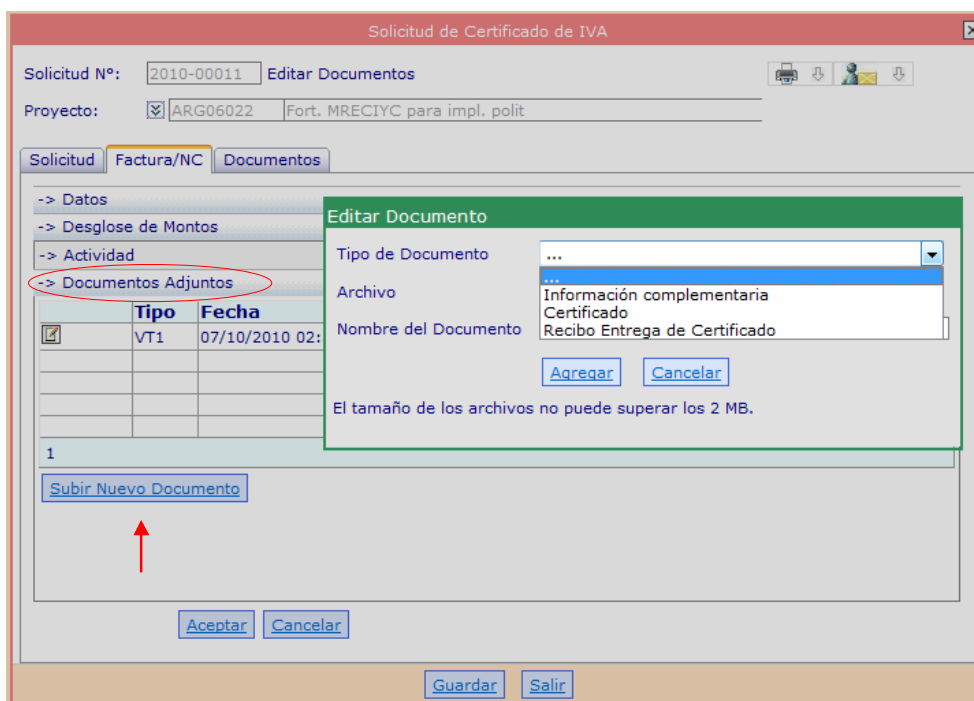 Solicitud de Certificado de IVA
Solicitud Nº: 2010-00011 Editar Documentos
Proyecto: ARG06022 Fort. MRECIYC para impl. polit
Solicitud Factura/NC Documentos
-> Datos
-> Desglose de Montos
-> Actividad
-> Documentos Adjuntos
Tipo Fecha
VT1 07/10/2010 02:
1
Subir Nuevo Documento
Editar Documento
Tipo de Documento ...
...
Información complementaria
Certificado
Recibo Entrega de Certificado
Archivo
Nombre del Documento
Agregar Cancelar
El tamaño de los archivos no puede superar los 2 MB.
Aceptar Cancelar
Guardar Salir